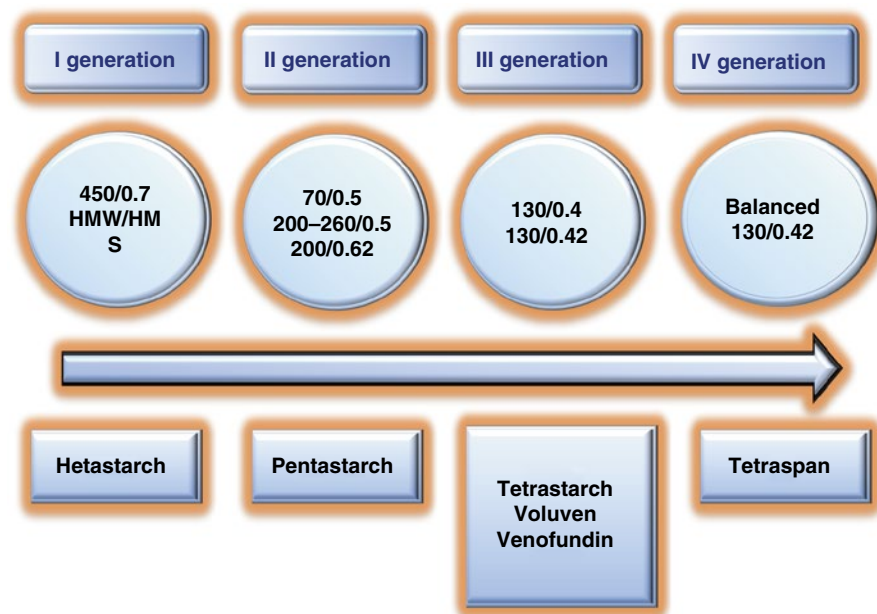 I generation
II generation
III generation
IV generation
450/0.7
HMW/HM
S
70/0.5
200–260/0.5
200/0.62
130/0.4
130/0.42
Balanced
130/0.42
Hetastarch
Pentastarch
Tetrastarch
Voluven
Venofundin
Tetraspan